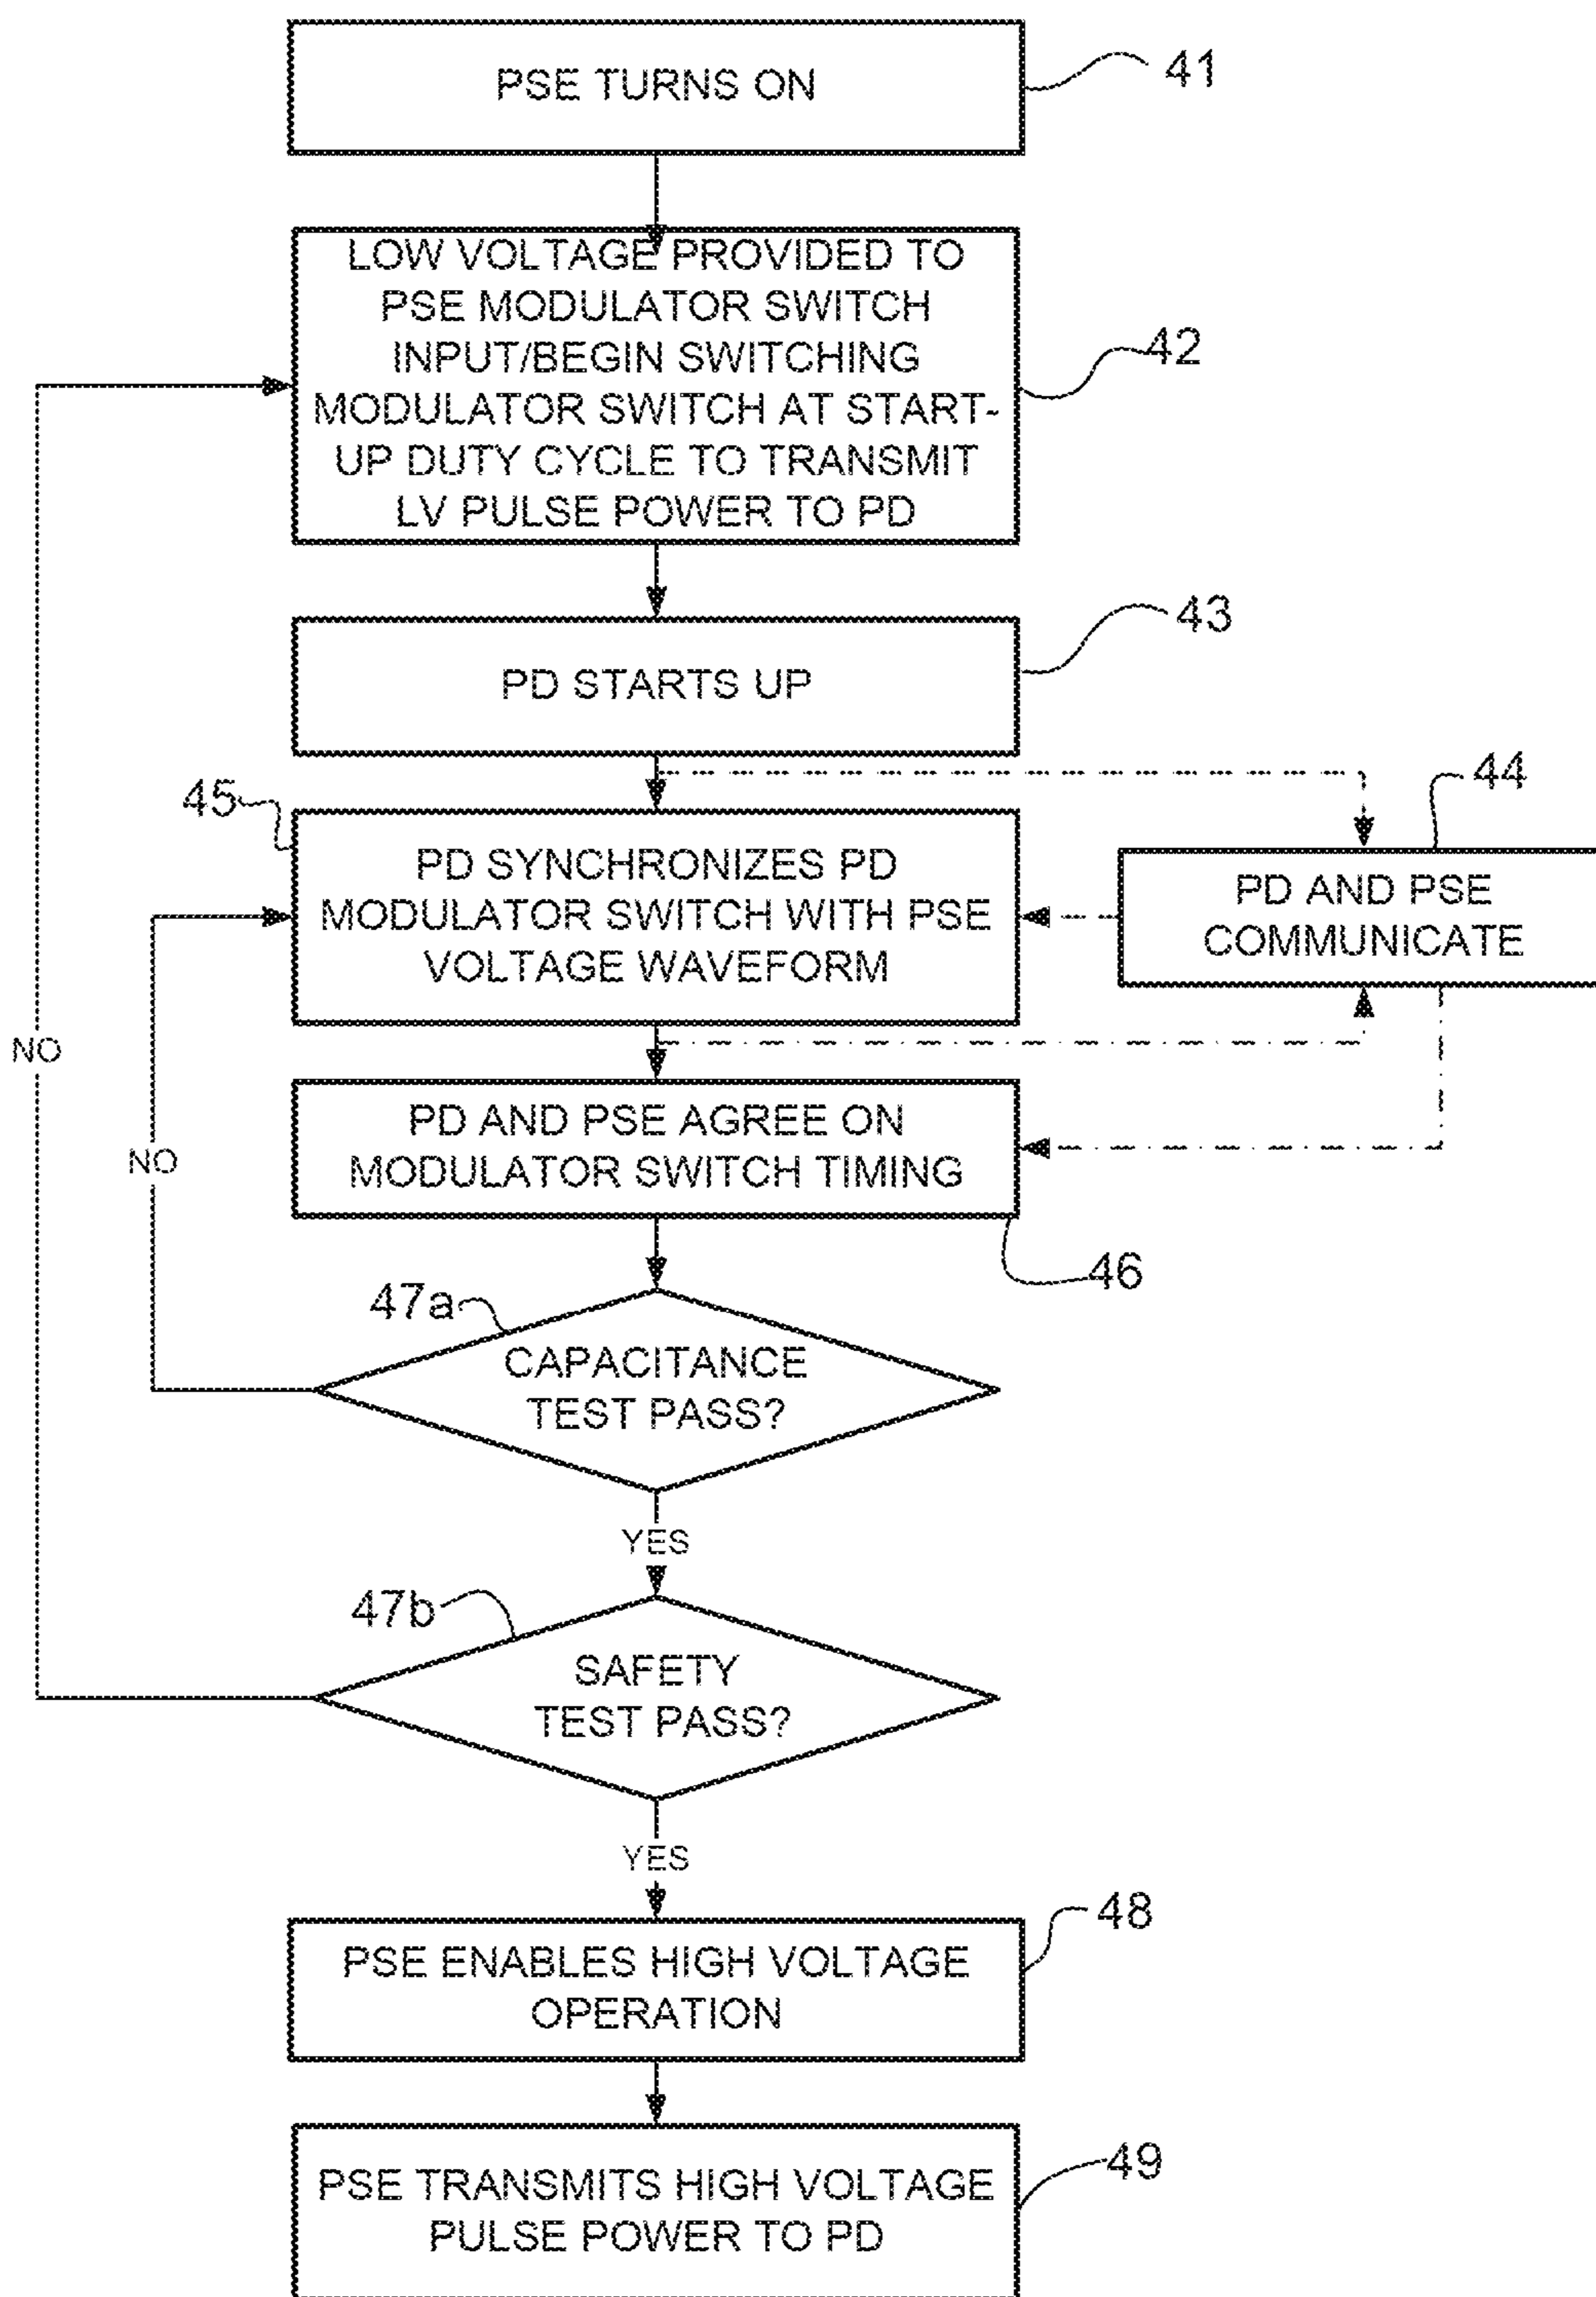 PSE TURNS ON
41
LOW VOLTAGE PROVIDED TO
PSE MODULATOR SWITCH
INPUT/BEGIN SWITCHING
MODULATOR SWITCH AT START-
UP DUTY CYCLE TO TRANSMIT
LV PULSE POWER TO PD
42
PD STARTS UP
43
45
PD SYNCHRONIZES PD
MODULATOR SWITCH WITH PSE
VOLTAGE WAVEFORM
44
PD AND PSE
COMMUNICATE
NO
NO
PD AND PSE AGREE ON
MODULATOR SWITCH TIMING
46
47a
CAPACITANCE
TEST PASS?
YES
47b
SAFETY
TEST PASS?
YES
PSE ENABLES HIGH VOLTAGE
OPERATION
48
PSE TRANSMITS HIGH VOLTAGE
PULSE POWER TO PD
49